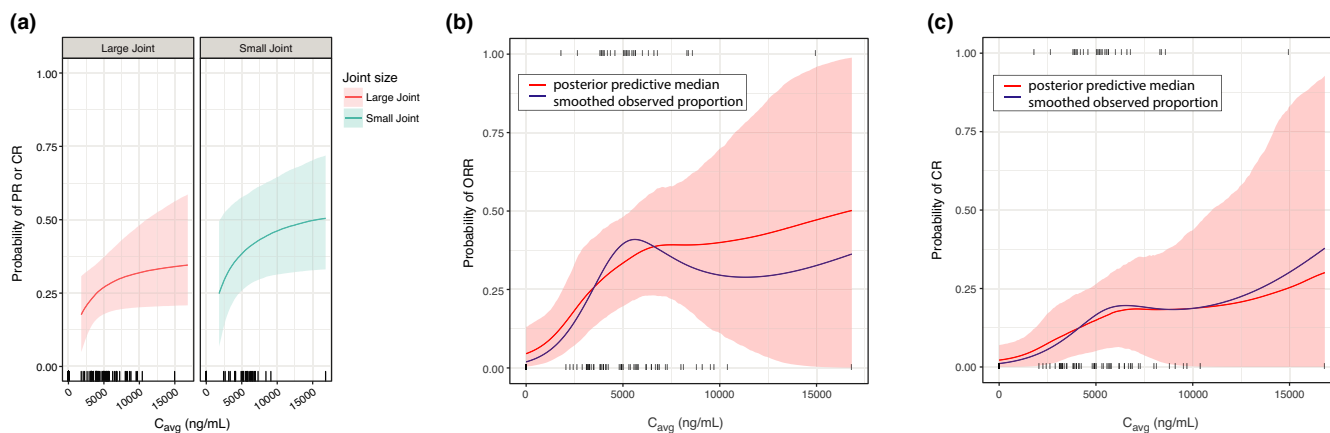 (a)
Large Joint
Small Joint
Joint size
Large Joint
Small Joint
Probability of PR or CR
1.00
0.75
0.50
0.25
0.00
0
5000
10000
15000
0
5000
10000
15000
Cavg (ng/mL)
(b)
posterior predictive median
smoothed observed proportion
Probability of ORR
1.00
0.75
0.50
0.25
0.00
0
5000
10000
15000
Cavg (ng/mL)
(c)
posterior predictive median
smoothed observed proportion
Probability of CR
1.00
0.75
0.50
0.25
0.00
0
5000
10000
15000
Cavg (ng/mL)